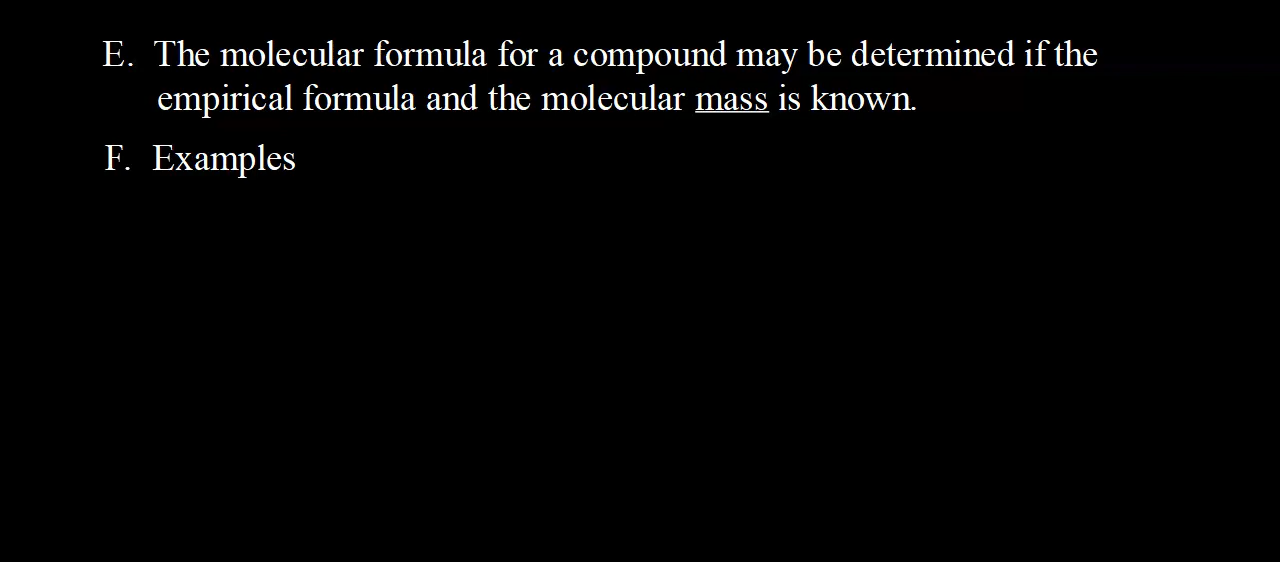 E. The molecular formula for a compound may be determined if the
empirical formula and the molecular mass is known.
F. Examples